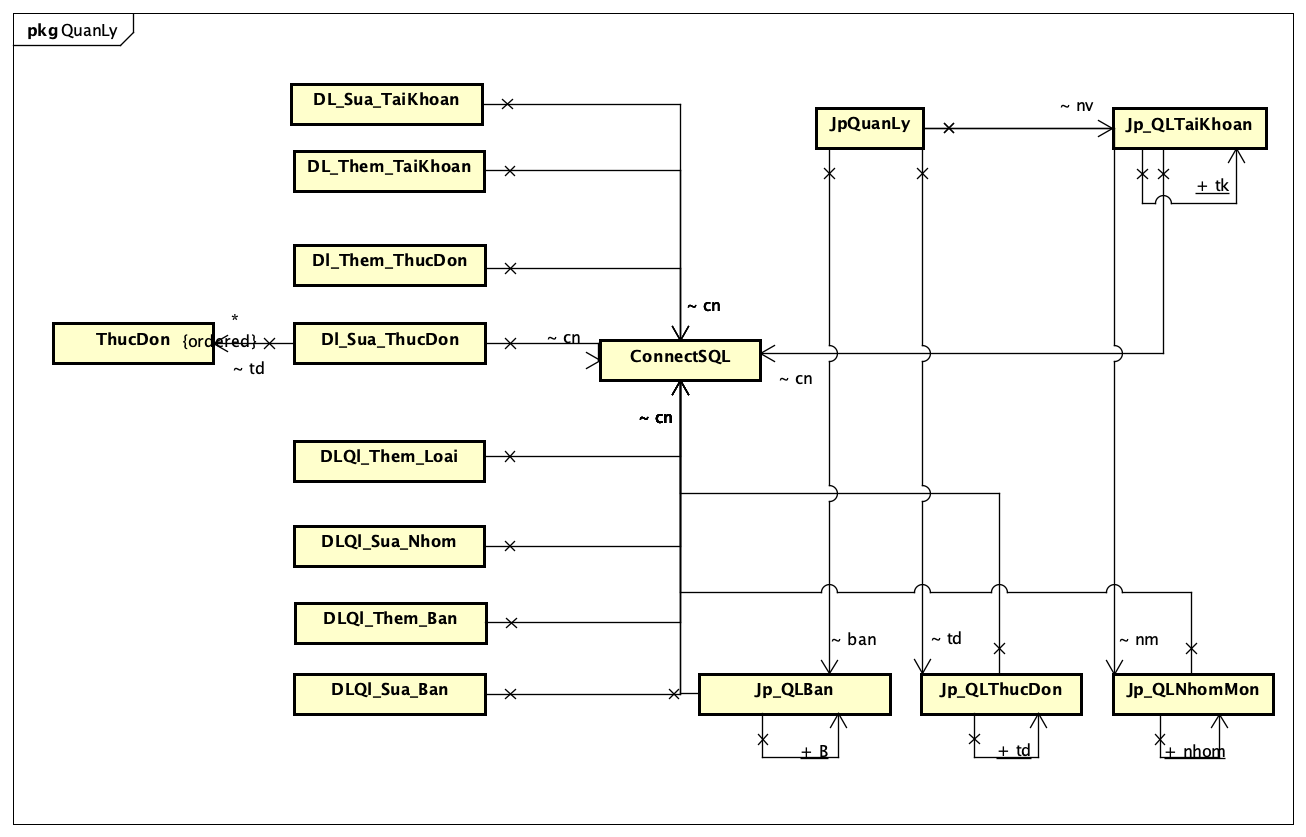 pkg QuanLy
DL_Sua_TaiKhoan
JpQuanLy
~ nv
Jp_QLTaiKhoan
DL_Them_TaiKhoan
+ tk
Dl_Them_ThucDon
~ cn
ThucDon
*
{ordered}
~ td
Dl_Sua_ThucDon
~ cn
ConnectSQL
~ cn
~ cn
DLQl_Them_Loai
DLQl_Sua_Nhom
DLQl_Them_Ban
~ ban
~ td
~ nm
DLQl_Sua_Ban
Jp_QLBan
Jp_QLThucDon
Jp_QLNhomMon
+ B
+ td
+ nhom